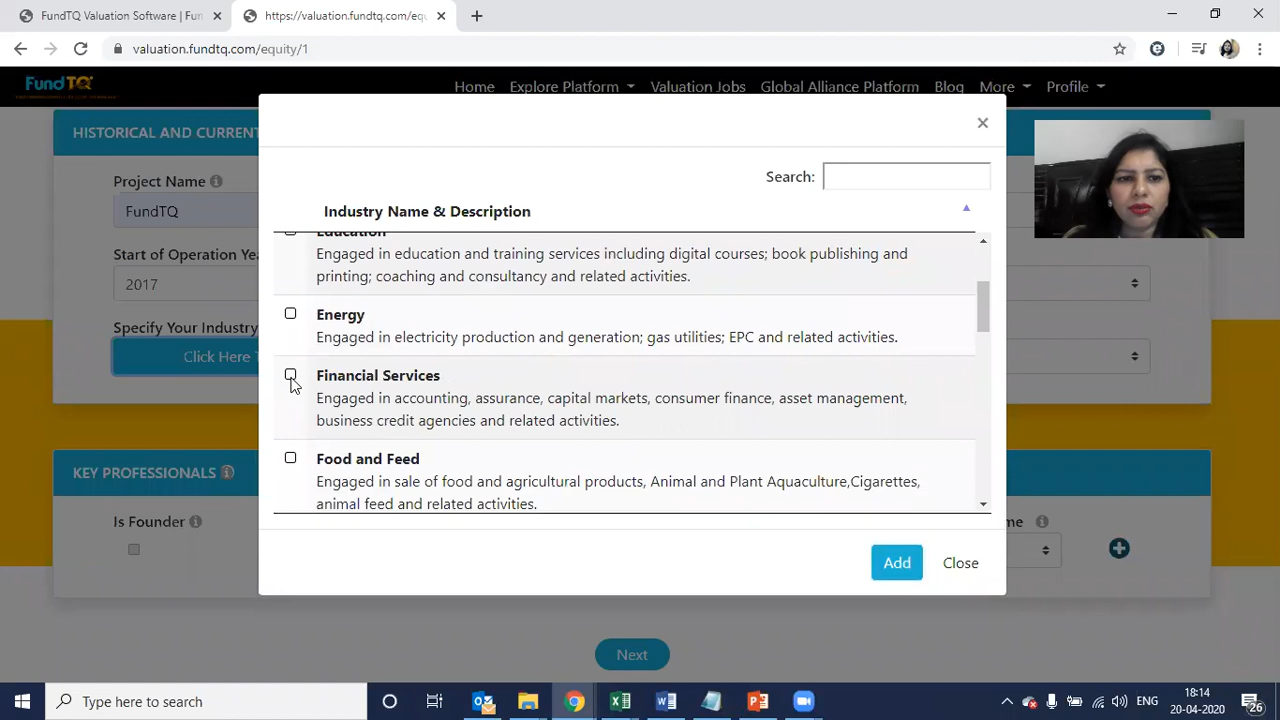 FundTQ Valuation Software | Fun
https://valuation.fundtq.com/equ
valuation.fundtq.com/equity/1
FundTQ
Home
Explore Platform
Valuation Jobs
Global Alliance Platform
Blog
More
Profile
HISTORICAL AND CURRENT
Project Name
FundTQ
Start of Operation Ye
2017
Specify Your Industry
Click Here T
Search:
Industry Name & Description
Education
Engaged in education and training services including digital courses; book publishing and
printing; coaching and consultancy and related activities.
Energy
Engaged in electricity production and generation; gas utilities; EPC and related activities.
Financial Services
Engaged in accounting, assurance, capital markets, consumer finance, asset management,
business credit agencies and related activities.
Food and Feed
Engaged in sale of food and agricultural products, Animal and Plant Aquaculture,Cigarettes,
animal feed and related activities.
Add
Close
KEY PROFESSIONALS
Is Founder
me
Next
Type here to search
ENG
18:14
20-04-2020
26